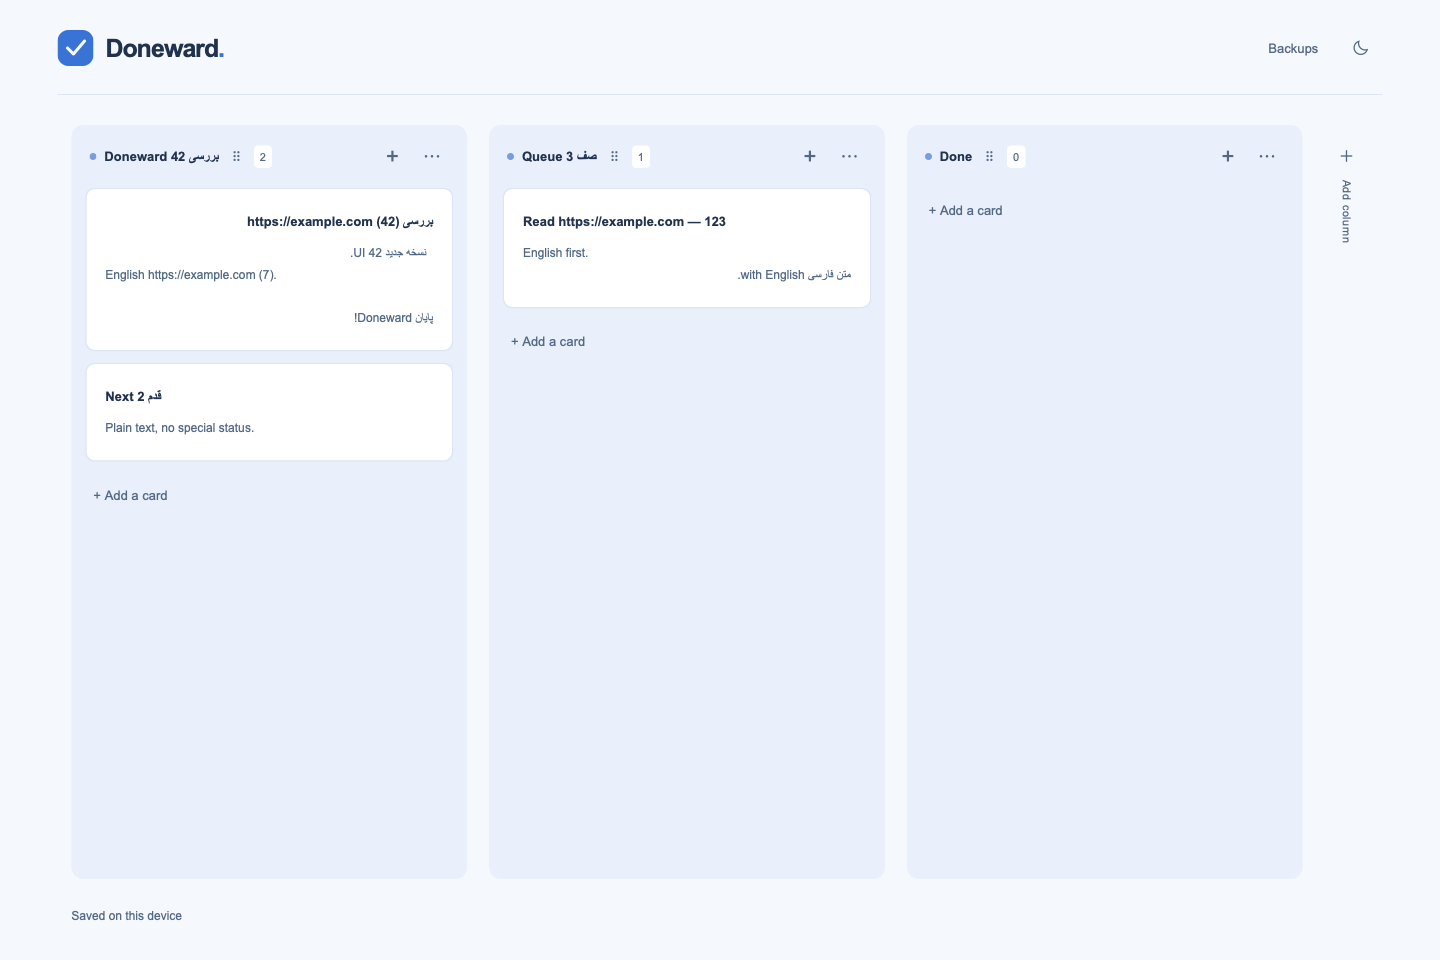 Doneward.
Backups
Doneward 42 بررسی
2
بررسی (42) https://example.com
نسخه جدید UI 42.
English https://example.com (7).
پایان Doneward!
Next 2 قدم
Plain text, no special status.
+ Add a card
Queue 3 صف
1
Read https://example.com — 123
English first.
متن فارسی with English.
+ Add a card
Done
0
+ Add a card
Add column
Saved on this device